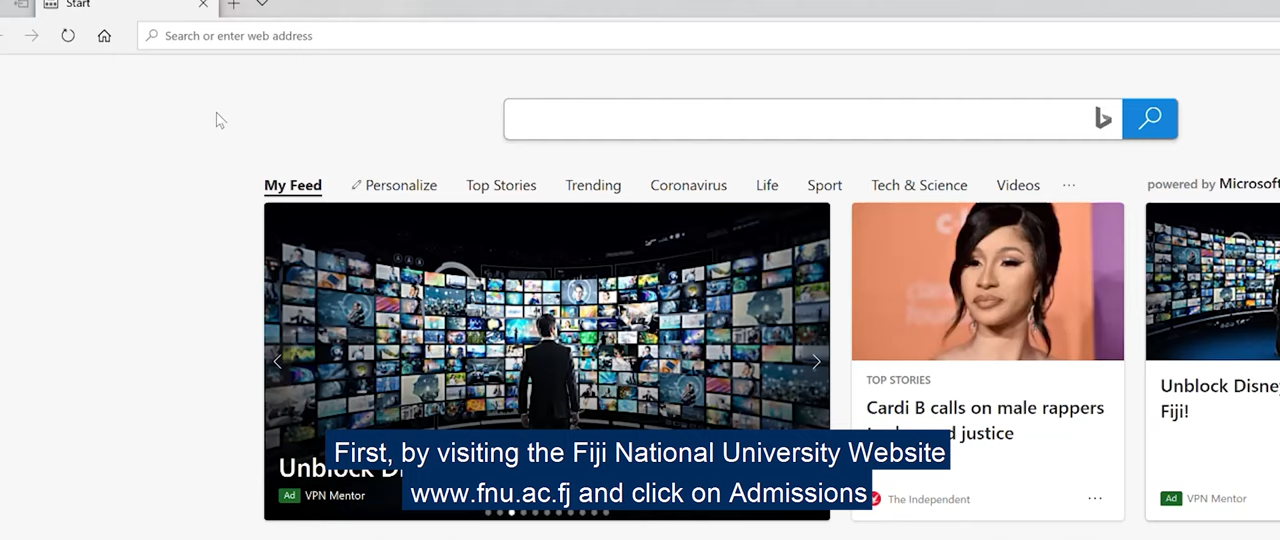 Start
Search or enter web address
My Feed
Personalize
Top Stories
Trending
Coronavirus
Life
Sport
Tech & Science
Videos
powered by Microsoft
Unblock D
Ad VPN Mentor
TOP STORIES
Cardi B calls on male rappers
d justice
The Independent
Unblock Disne
Fiji!
Ad VPN Mentor
First, by visiting the Fiji National University Website
www.fnu.ac.fj and click on Admissions